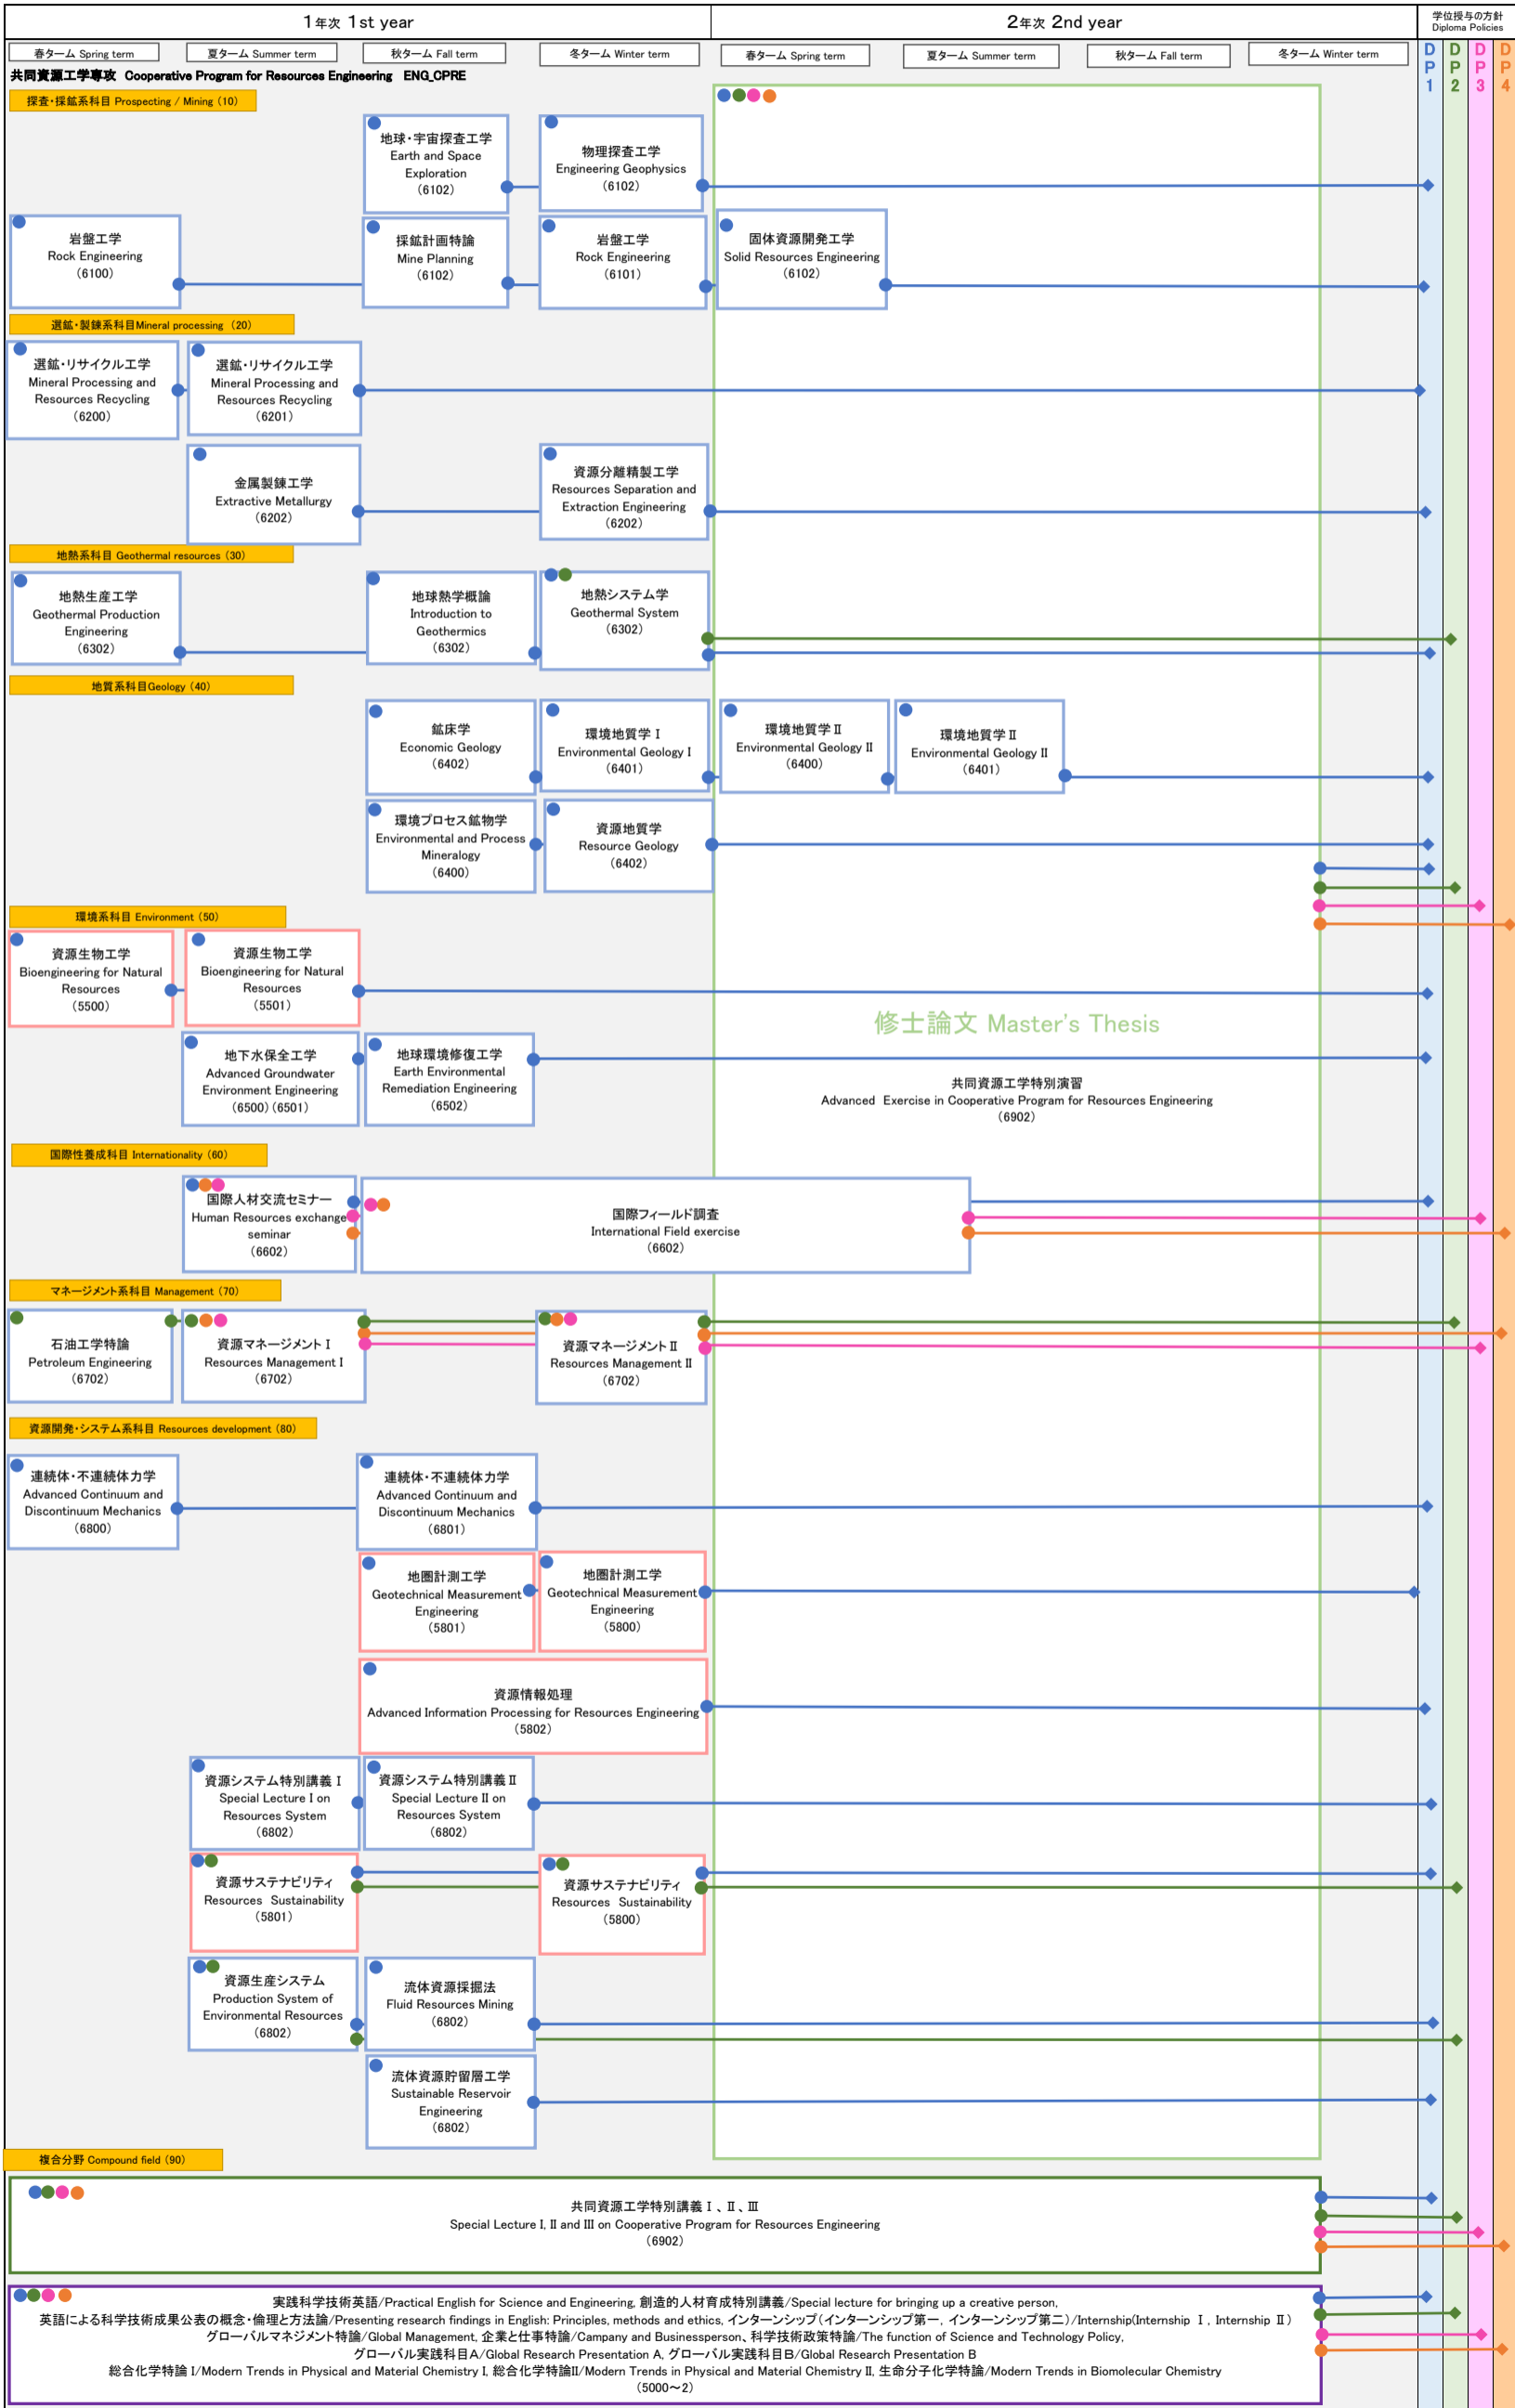 1年次 1st year
2年次 2nd year
学位授与の方針
Diploma Policies
春ターム Spring term
夏ターム Summer term
秋ターム Fall term
冬ターム Winter term
春ターム Spring term
夏ターム Summer term
秋ターム Fall term
冬ターム Winter term
DP1
DP2
DP3
DP4
共同資源工学専攻 Cooperative Program for Resources Engineering ENG_CPRE
探査・採鉱系科目 Prospecting / Mining (10)
地球・宇宙探査工学
Earth and Space
Exploration
(6102)
物理探査工学
Engineering Geophysics
(6102)
岩盤工学
Rock Engineering
(6100)
採鉱計画特論
Mine Planning
(6102)
岩盤工学
Rock Engineering
(6101)
固体資源開発工学
Solid Resources Engineering
(6102)
選鉱・製錬系科目Mineral processing (20)
選鉱・リサイクル工学
Mineral Processing and
Resources Recycling
(6200)
選鉱・リサイクル工学
Mineral Processing and
Resources Recycling
(6201)
金属製錬工学
Extractive Metallurgy
(6202)
資源分離精製工学
Resources Separation and
Extraction Engineering
(6202)
地熱系科目 Geothermal resources (30)
地熱生産工学
Geothermal Production
Engineering
(6302)
地球熱学概論
Introduction to
Geothermics
(6302)
地熱システム学
Geothermal System
(6302)
地質系科目Geology (40)
鉱床学
Economic Geology
(6402)
環境地質学Ⅰ
Environmental Geology I
(6401)
環境地質学Ⅱ
Environmental Geology II
(6400)
環境地質学Ⅱ
Environmental Geology II
(6401)
環境プロセス鉱物学
Environmental and Process
Mineralogy
(6400)
資源地質学
Resource Geology
(6402)
環境系科目 Environment (50)
資源生物工学
Bioengineering for Natural
Resources
(5500)
資源生物工学
Bioengineering for Natural
Resources
(5501)
修士論文 Master's Thesis
地下水保全工学
Advanced Groundwater
Environment Engineering
(6500)(6501)
地球環境修復工学
Earth Environmental
Remediation Engineering
(6502)
共同資源工学特別演習
Advanced Exercise in Cooperative Program for Resources Engineering
(6902)
国際性養成科目 Internationality (60)
国際人材交流セミナー
Human Resources exchange
seminar
(6602)
国際フィールド調査
International Field exercise
(6602)
マネージメント系科目 Management (70)
石油工学特論
Petroleum Engineering
(6702)
資源マネージメントⅠ
Resources Management I
(6702)
資源マネージメントⅡ
Resources Management II
(6702)
資源開発・システム系科目 Resources development (80)
連続体・不連続体力学
Advanced Continuum and
Discontinuum Mechanics
(6800)
連続体・不連続体力学
Advanced Continuum and
Discontinuum Mechanics
(6801)
地圏計測工学
Geotechnical Measurement
Engineering
(5801)
地圏計測工学
Geotechnical Measurement
Engineering
(5800)
資源情報処理
Advanced Information Processing for Resources Engineering
(5802)
資源システム特別講義Ⅰ
Special Lecture I on
Resources System
(6802)
資源システム特別講義Ⅱ
Special Lecture II on
Resources System
(6802)
資源サステナビリティ
Resources Sustainability
(5801)
資源サステナビリティ
Resources Sustainability
(5800)
資源生産システム
Production System of
Environmental Resources
(6802)
流体資源採掘法
Fluid Resources Mining
(6802)
流体資源貯留層工学
Sustainable Reservoir
Engineering
(6802)
複合分野 Compound field (90)
共同資源工学特別講義Ⅰ、Ⅱ、Ⅲ
Special Lecture I, II and III on Cooperative Program for Resources Engineering
(6902)
実践科学技術英語/Practical English for Science and Engineering, 創造的人材育成特別講義/Special lecture for bringing up a creative person,
英語による科学技術成果公表の概念・倫理と方法論/Presenting research findings in English: Principles, methods and ethics, インターンシップ(インターンシップ第一, インターンシップ第二)/Internship(Internship Ⅰ, Internship Ⅱ)
グローバルマネジメント特論/Global Management, 企業と仕事特論/Campany and Businessperson、科学技術政策特論/The function of Science and Technology Policy,
グローバル実践科目A/Global Research Presentation A, グローバル実践科目B/Global Research Presentation B
総合化学特論 I/Modern Trends in Physical and Material Chemistry I, 総合化学特論II/Modern Trends in Physical and Material Chemistry II, 生命分子化学特論/Modern Trends in Biomolecular Chemistry
(5000～2)